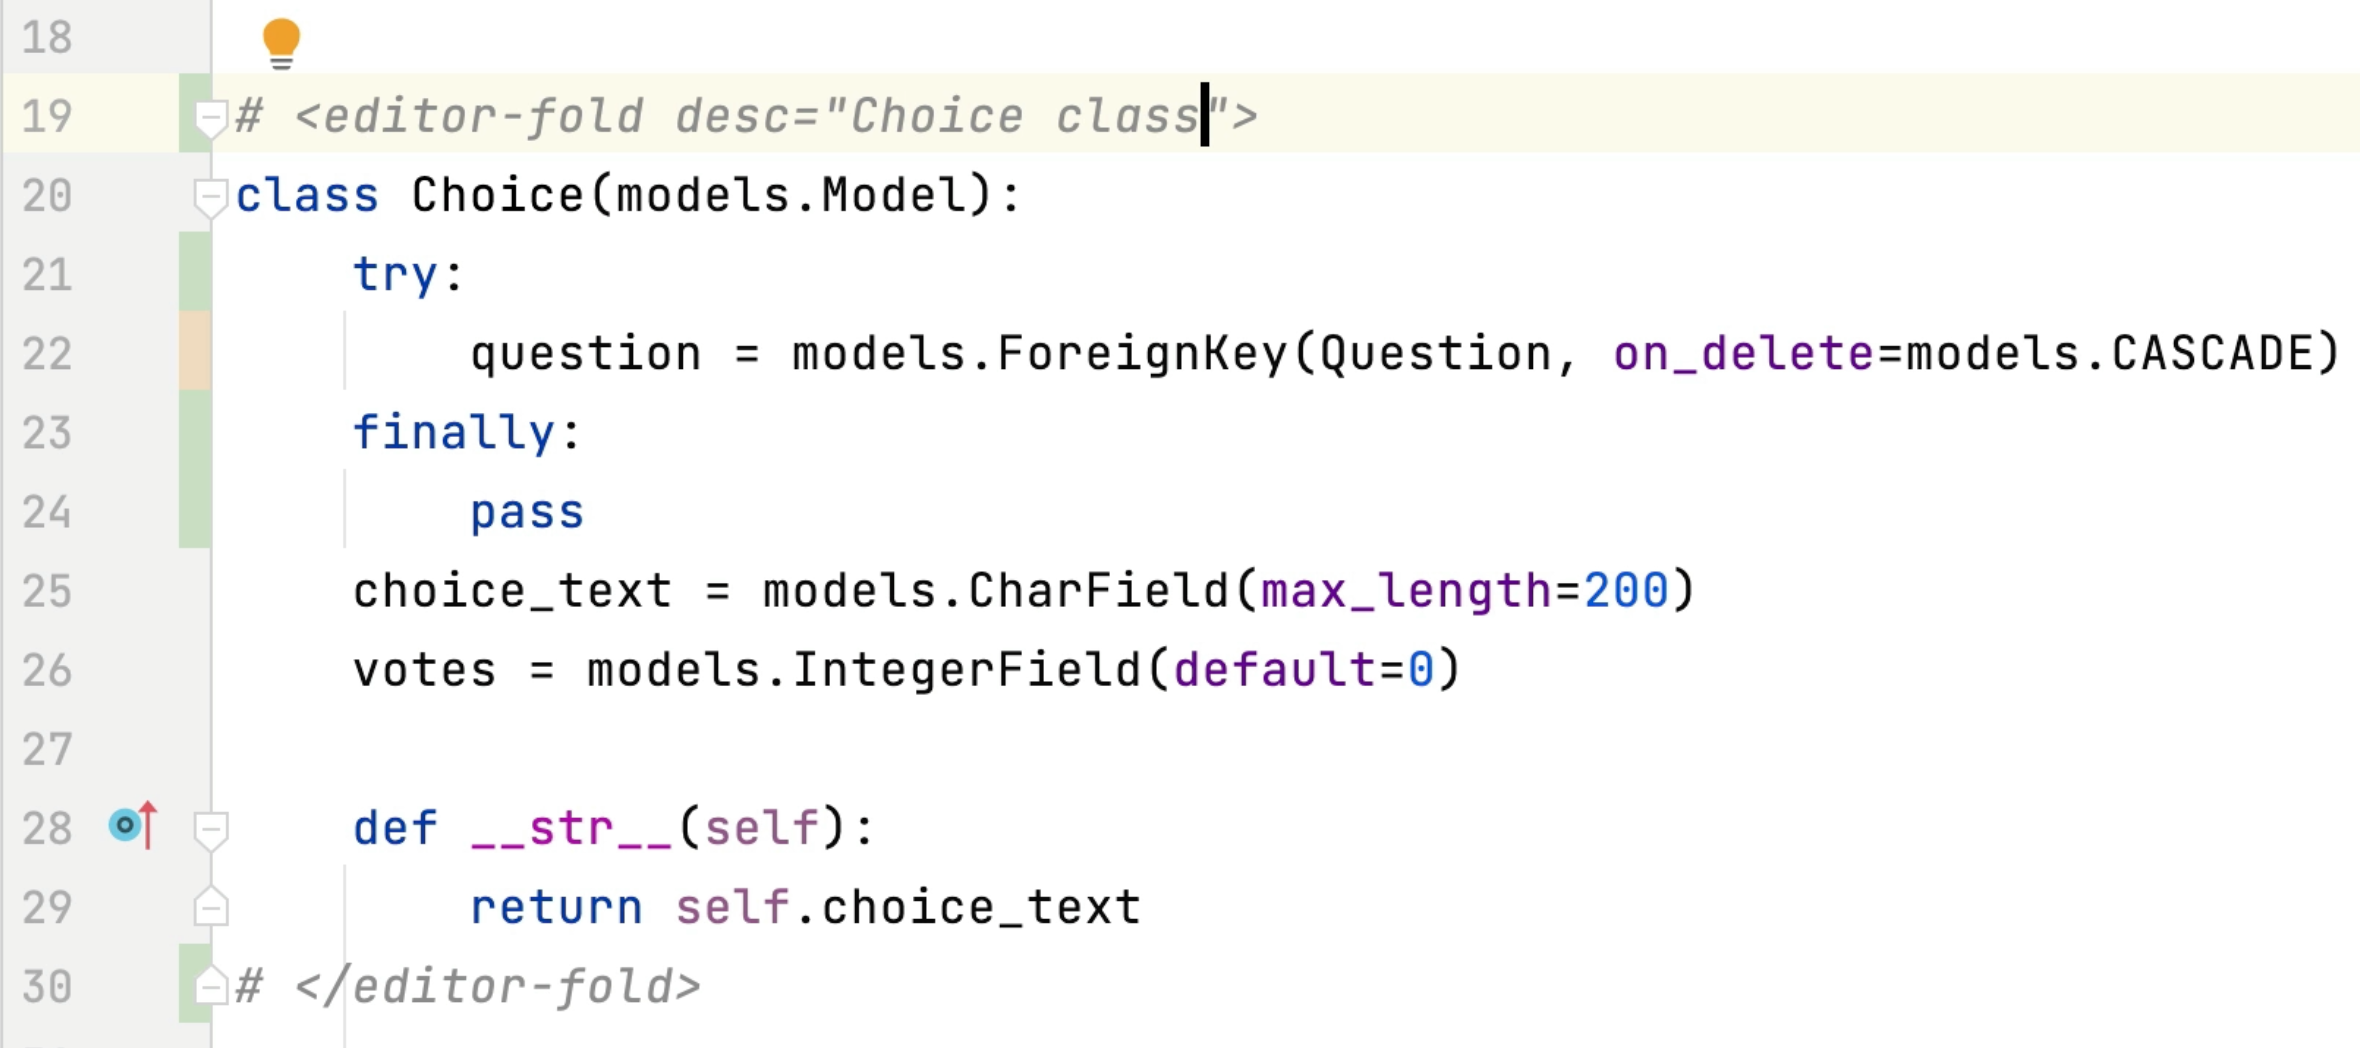 18
19 # <editor-fold desc="Choice class">
20 class Choice(models.Model):
21     try:
22         question = models.ForeignKey(Question, on_delete=models.CASCADE)
23     finally:
24         pass
25     choice_text = models.CharField(max_length=200)
26     votes = models.IntegerField(default=0)
27
28     def __str__(self):
29         return self.choice_text
30 # </editor-fold>